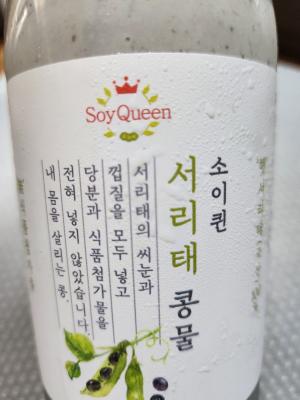 SoyQueen
소이퀸
서리태 콩물
서리태의 씨눈과
껍질을 모두 넣고
당분과 식품첨가물을
전혀 넣지 않았습니다.
내 몸을 살리는 콩.